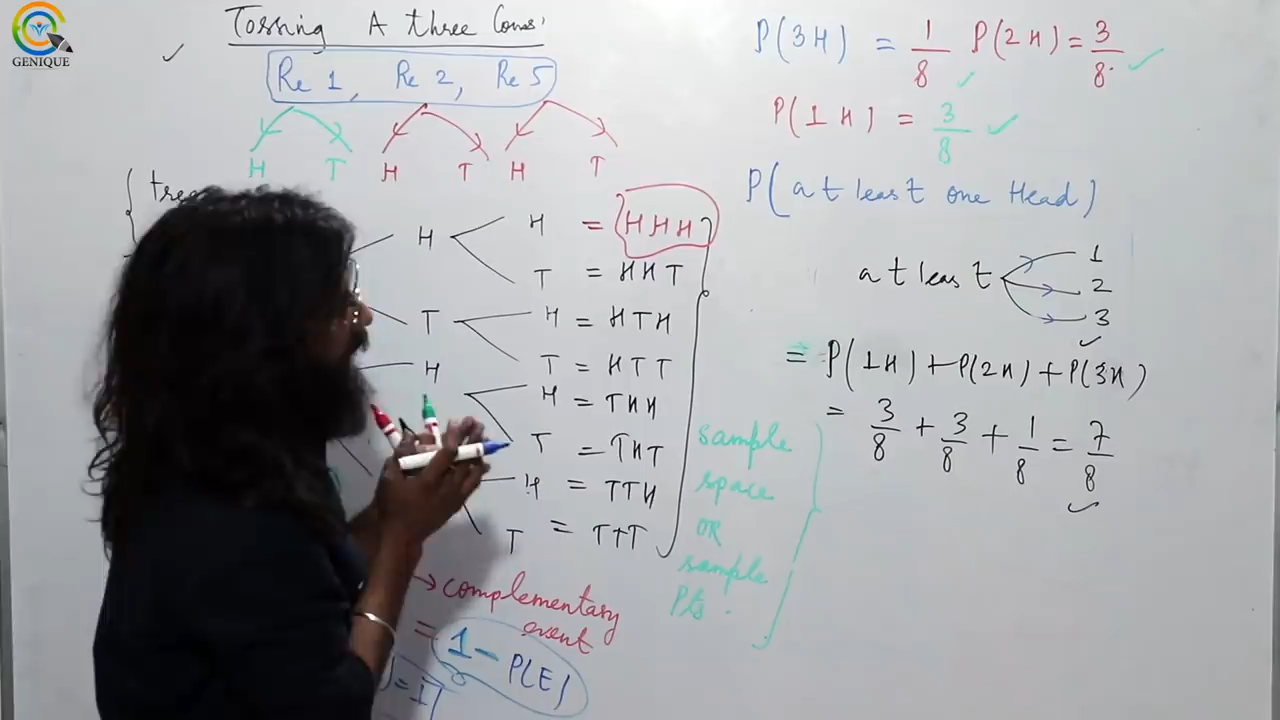 GENIQUE
Tossing A three Coins'
Re 1, Re 2, Re 5
H T H T H T
H H = HHH
T = HHT
T H = HTH
T = HTT
H H = THH
T = THT
H = TTH
T = TTT
sample
space
OR
sample
Pts.
→ complementary
event
= 1 - P(E)
P(3H) = 1/8 P(2H) = 3/8
P(1H) = 3/8
P(at least one Head)
at least 1
2
3
= P(1H) + P(2H) + P(3H)
= 3/8 + 3/8 + 1/8 = 7/8